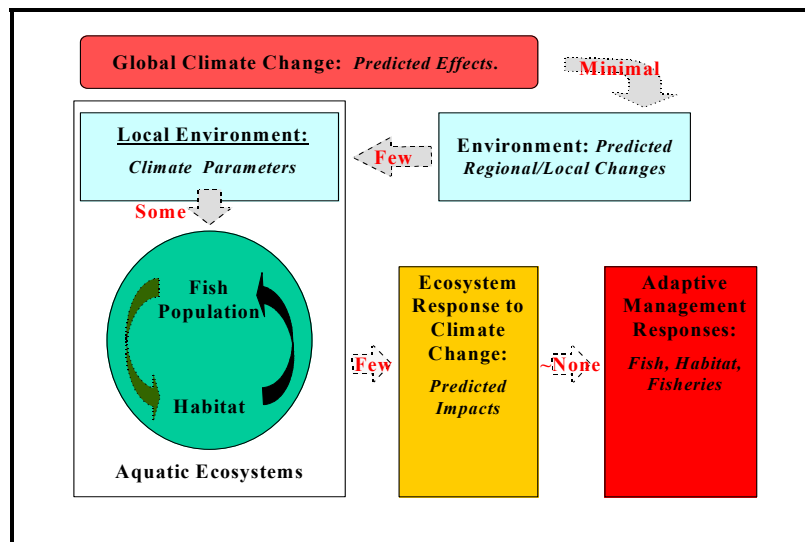 Global Climate Change: Predicted Effects.
Minimal
Local Environment:
Climate Parameters
Few
Environment: Predicted
Regional/Local Changes
Some
Fish
Population
Habitat
Aquatic Ecosystems
Few
Ecosystem
Response to
Climate
Change:
Predicted
Impacts
~None
Adaptive
Management
Responses:
Fish, Habitat,
Fisheries